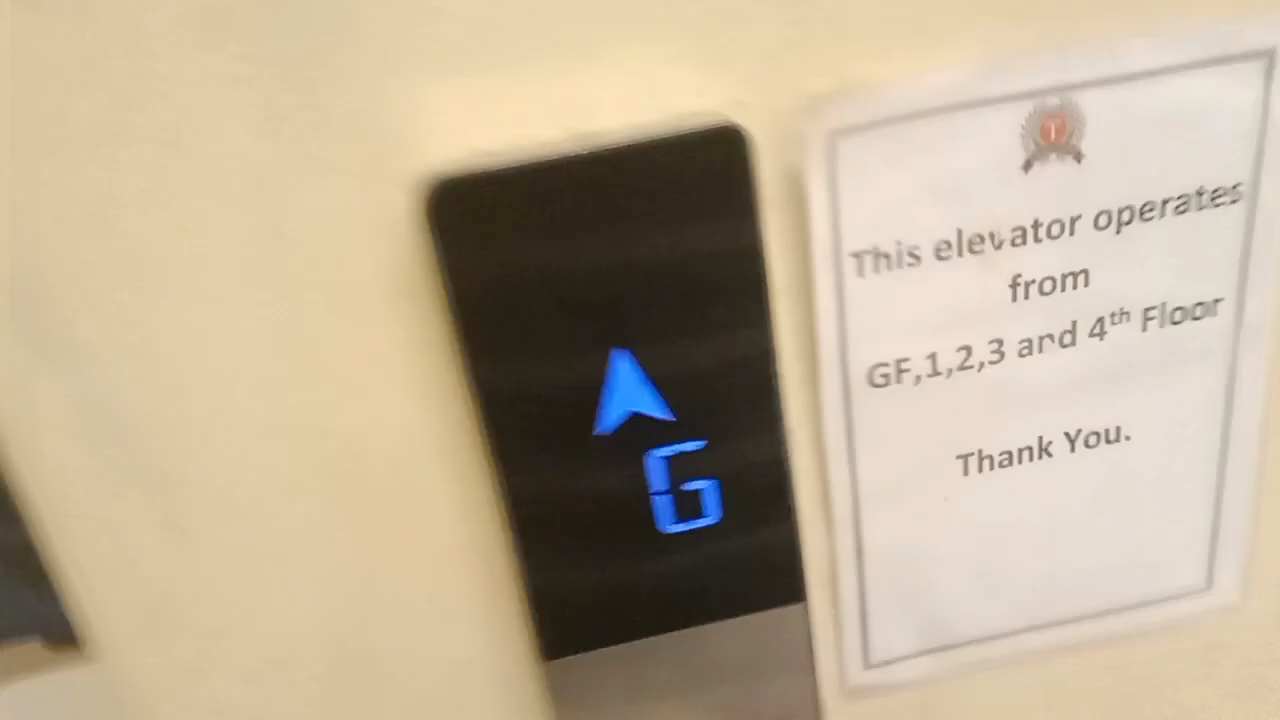 G
This elevator operates
from
GF,1,2,3 and 4th Floor
Thank You.